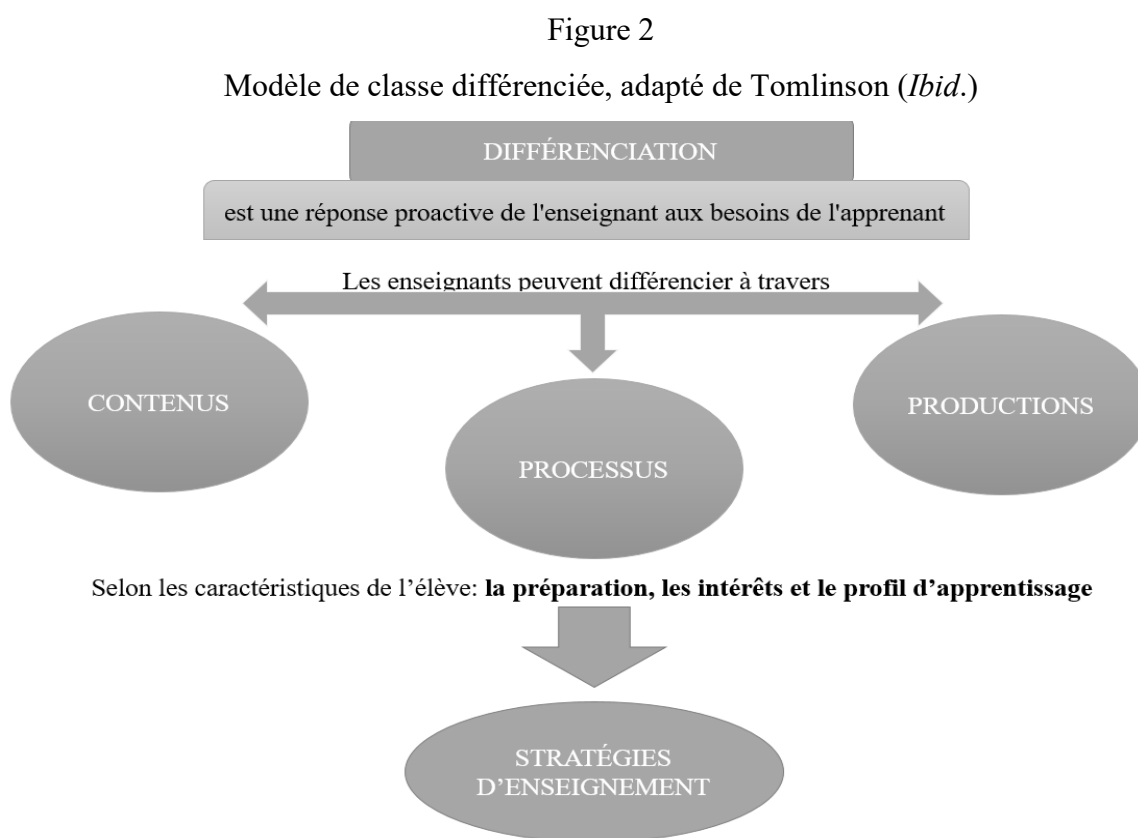 Figure 2
Modèle de classe différenciée, adapté de Tomlinson (Ibid.)
DIFFÉRENCIATION
est une réponse proactive de l'enseignant aux besoins de l'apprenant
Les enseignants peuvent différencier à travers
CONTENUS
PROCESSUS
PRODUCTIONS
Selon les caractéristiques de l’élève: la préparation, les intérêts et le profil d’apprentissage
STRATÉGIES
D’ENSEIGNEMENT